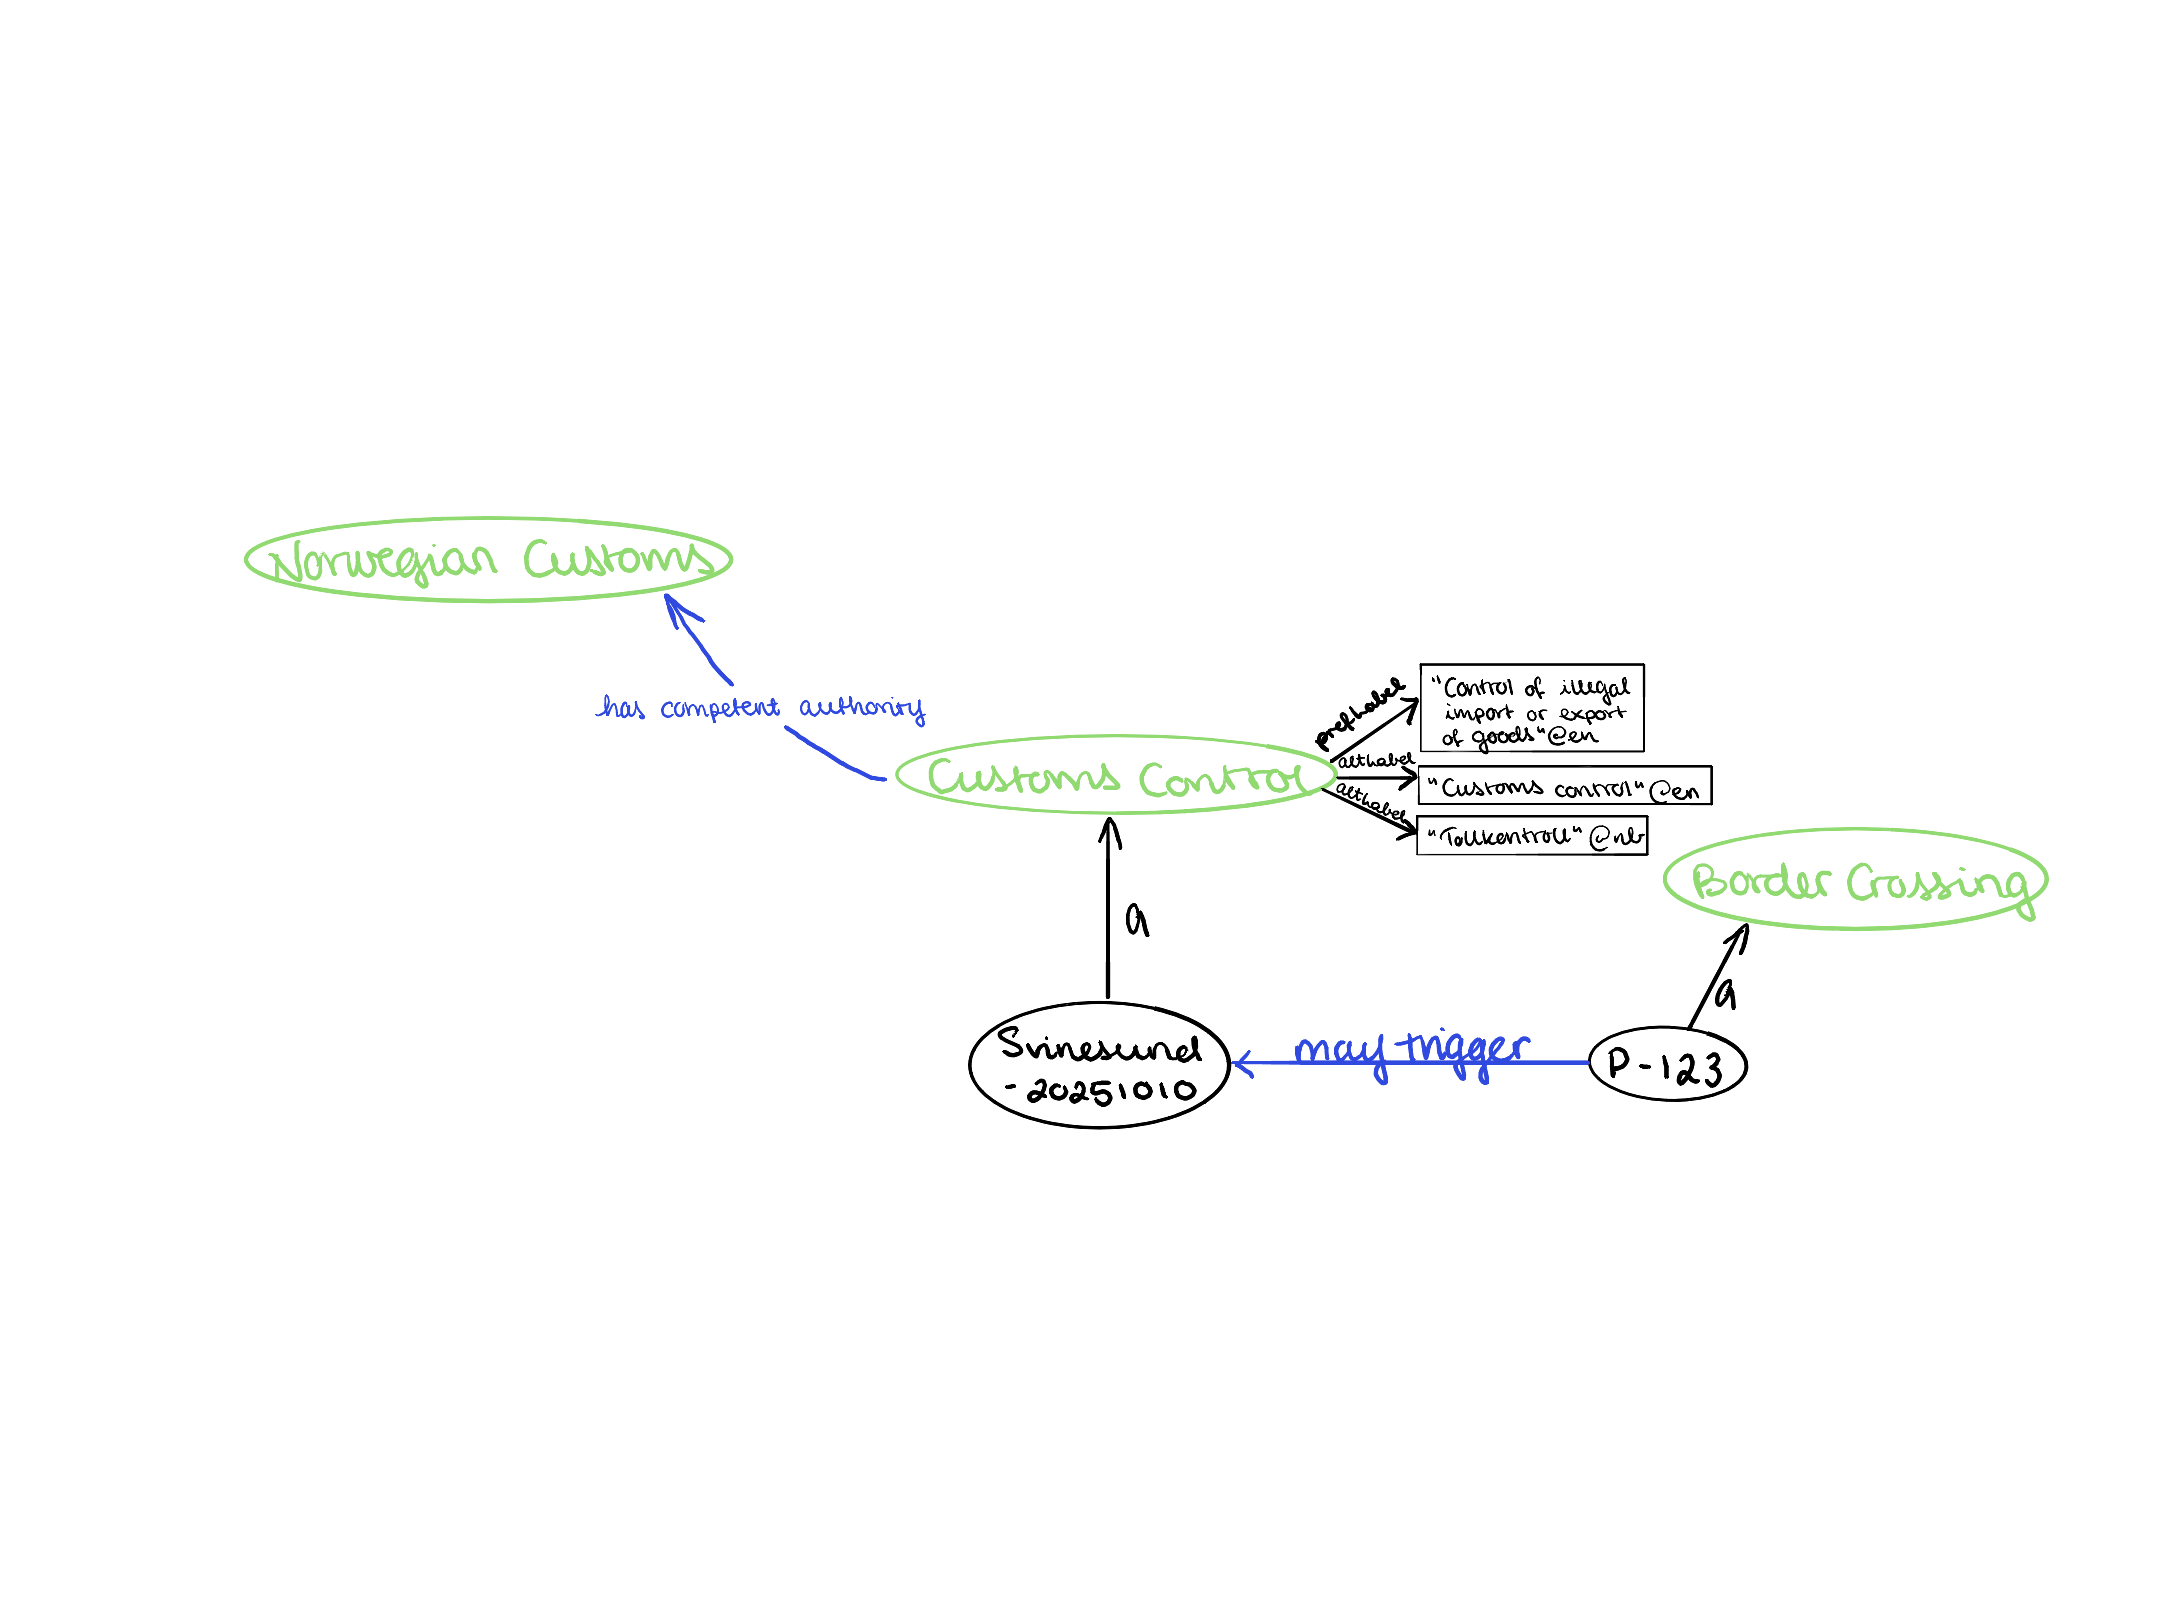 Norwegian Customs
has competent authority
Customs Control
prefLabel
"Control of illegal
import or export
of goods"@en
altLabel
"Customs control"@en
altLabel
"Tollkontroll"@nb
Border Crossing
a
a
Svinesund
-20251010
may trigger
P-123